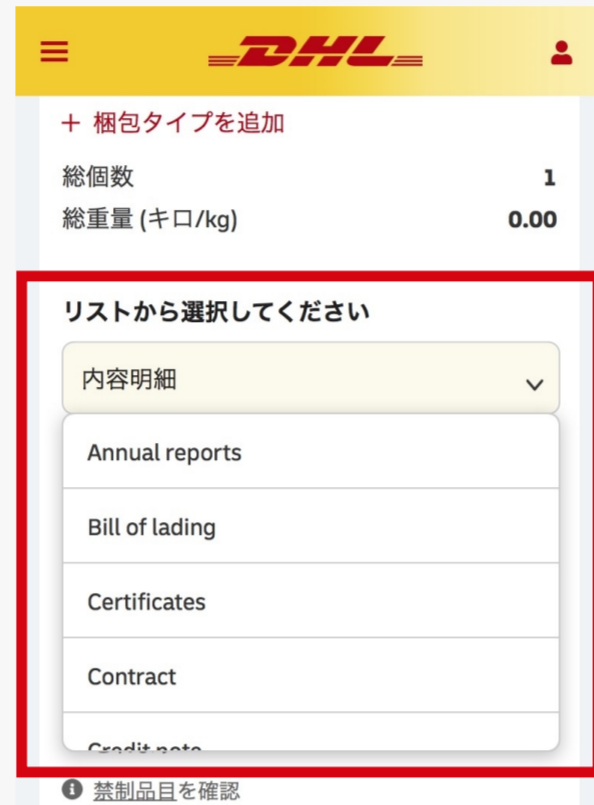 DHL
+ 梱包タイプを追加
総個数 1
総重量 (キロ/kg) 0.00
リストから選択してください
内容明細
Annual reports
Bill of lading
Certificates
Contract
Credit note
禁制品目を確認